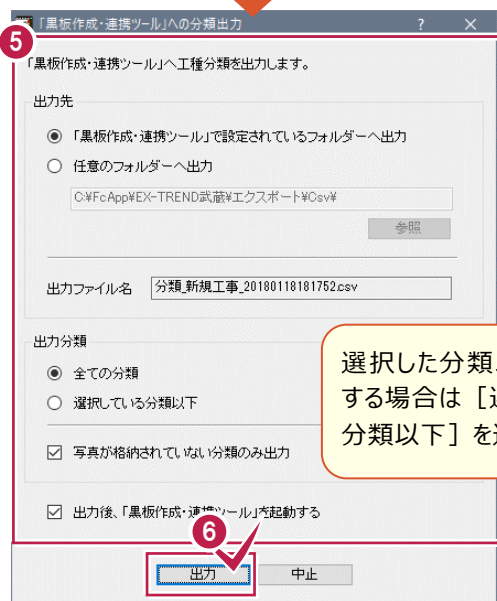 「黒板作成・連携ツール」への分類出力 ? ×
5
「黒板作成・連携ツール」へ工種分類を出力します。
出力先
「黒板作成・連携ツール」で設定されているフォルダーへ出力
任意のフォルダーへ出力
C:¥FcApp¥EX-TREND武蔵¥エクスポート¥Csv¥
参照
出力ファイル名 分類_新規工事_20180118181752.csv
出力分類
全ての分類
選択している分類以下
写真が格納されていない分類のみ出力
選択した分類
する場合は［
分類以下］を
出力後、「黒板作成・連携ツール」を起動する
6
出力 中止